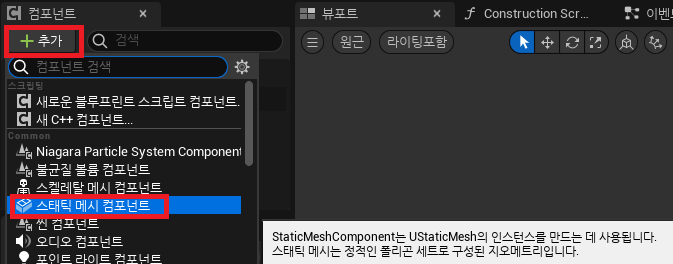 컴포넌트
뷰포트
Construction Scr...
이벤
추가
검색
원근
라이팅포함
컴포넌트 검색
스크립팅
새로운 블루프린트 스크립트 컴포넌트..
새 C++ 컴포넌트...
Common
Niagara Particle System Component
불균질 볼륨 컴포넌트
스켈레탈 메시 컴포넌트
스태틱 메시 컴포넌트
씬 컴포넌트
오디오 컴포넌트
포인트 라이트 컴포넌트
StaticMeshComponent는 UStaticMesh의 인스턴스를 만드는 데 사용됩니다.
스태틱 메시는 정적인 폴리곤 세트로 구성된 지오메트리입니다.